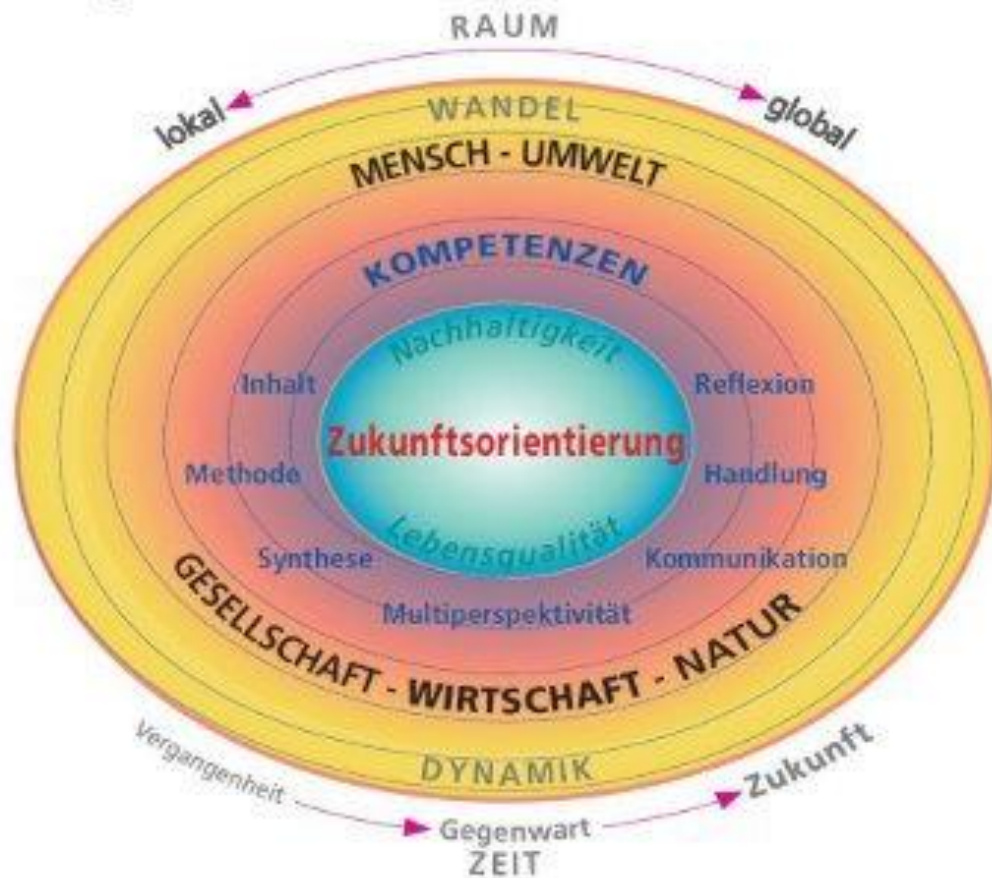 RAUM
lokal
global
WANDEL
MENSCH - UMWELT
KOMPETENZEN
Nachhaltigkeit
Inhalt
Reflexion
Zukunftsorientierung
Methode
Handlung
Lebensqualität
Synthese
Kommunikation
Multiperspektivität
GESELLSCHAFT - WIRTSCHAFT - NATUR
DYNAMIK
Vergangenheit
Gegenwart
Zukunft
ZEIT